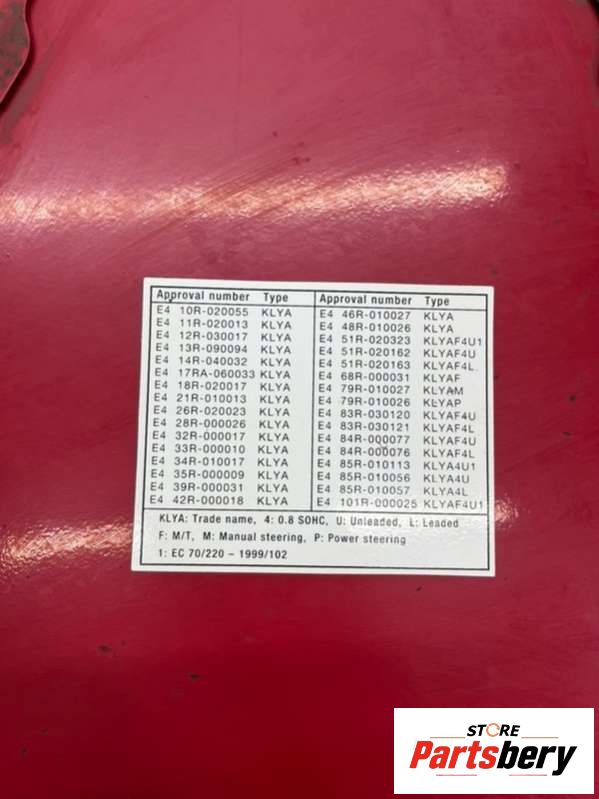 Approval number Type
E4 10R-020055 KLYA
E4 11R-020013 KLYA
E4 12R-030017 KLYA
E4 13R-090094 KLYA
E4 14R-040032 KLYA
E4 17RA-060033 KLYA
E4 18R-020017 KLYA
E4 21R-010013 KLYA
E4 26R-020023 KLYA
E4 28R-000026 KLYA
E4 32R-000017 KLYA
E4 33R-000010 KLYA
E4 34R-010017 KLYA
E4 35R-000009 KLYA
E4 39R-000031 KLYA
E4 42R-000018 KLYA
Approval number Type
E4 46R-010027 KLYA
E4 48R-010026 KLYA
E4 51R-020323 KLYAF4U1
E4 51R-020162 KLYAF4U
E4 51R-020163 KLYAF4L
E4 68R-000031 KLYAF
E4 79R-010027 KLYAM
E4 79R-010026 KLYAP
E4 83R-030120 KLYAF4U
E4 83R-030121 KLYAF4L
E4 84R-000077 KLYAF4U
E4 84R-000076 KLYAF4L
E4 85R-010113 KLYA4U1
E4 85R-010056 KLYA4U
E4 85R-010057 KLYA4L
E4 101R-000025 KLYAF4U1
KLYA: Trade name, 4: 0.8 SOHC, U: Unleaded, L: Leaded
F: M/T, M: Manual steering, P: Power steering
1: EC 70/220 - 1999/102
STORE
Partsbery